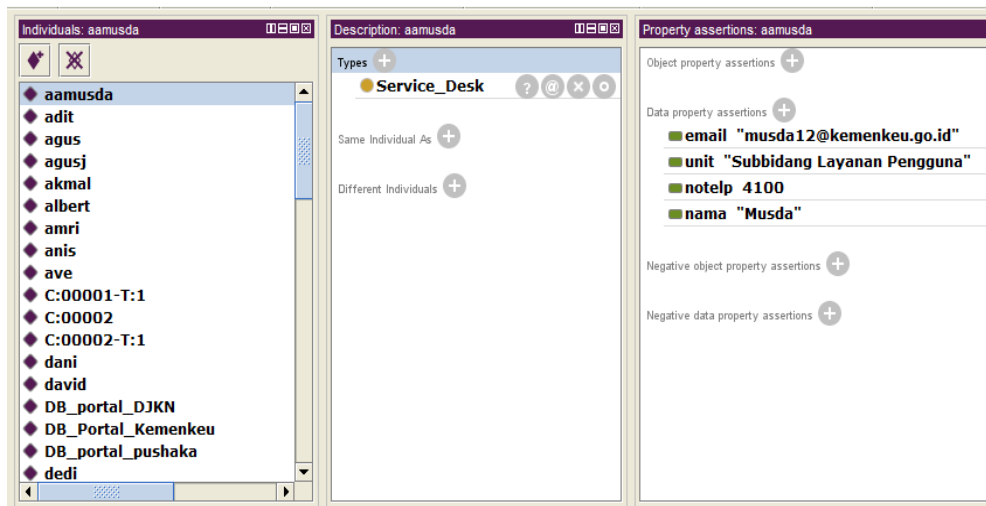 Individuals: aamusda
aamusda
adit
agus
agusj
akmal
albert
amri
anis
ave
C:00001-T:1
C:00002
C:00002-T:1
dani
david
DB_portal_DJKN
DB_Portal_Kemenkeu
DB_portal_pushaka
dedi
Description: aamusda
Types
Service_Desk
Same Individual As
Different Individuals
Property assertions: aamusda
Object property assertions
Data property assertions
email "musda12@kemenkeu.go.id"
unit "Subbidang Layanan Pengguna"
notelp 4100
nama "Musda"
Negative object property assertions
Negative data property assertions